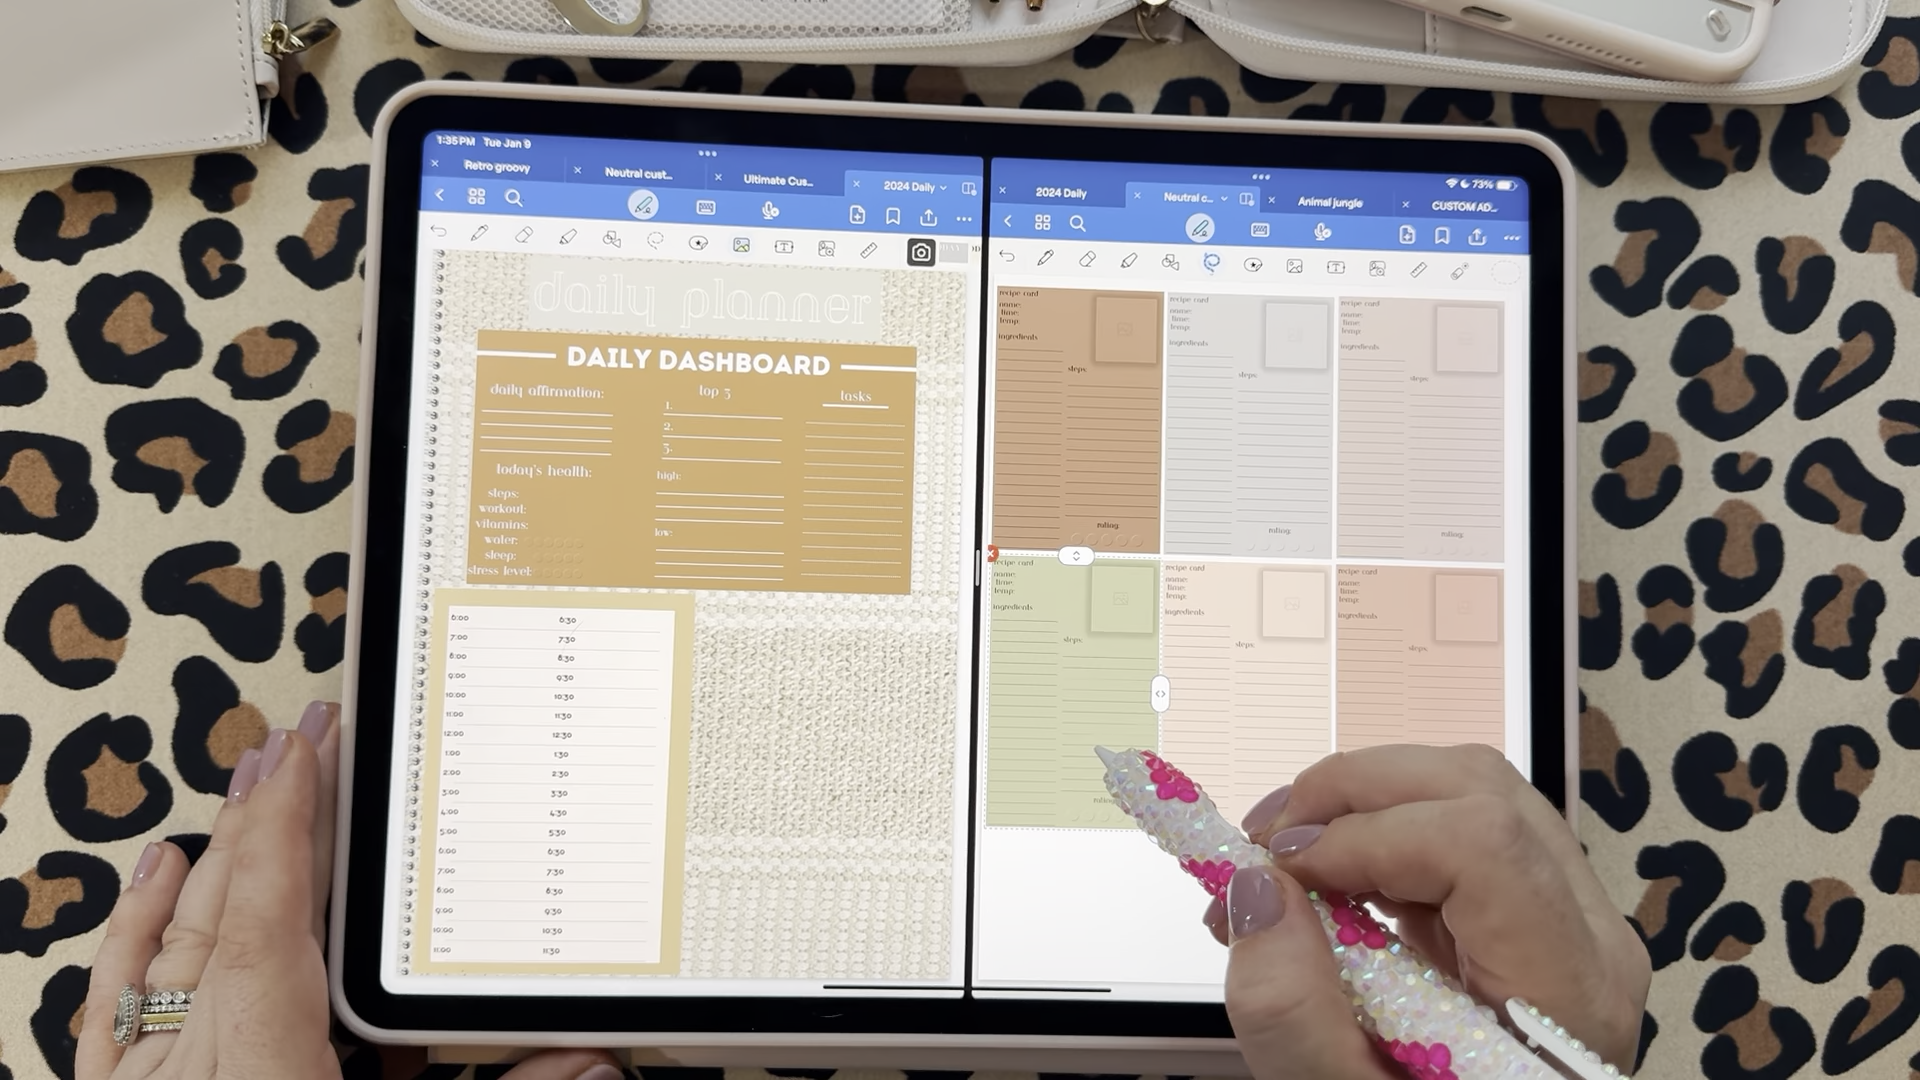 1:35 PM Tue Jan 9
Retro groovy
Neutral cust...
Ultimate Cus...
2024 Daily
daily planner
DAILY DASHBOARD
daily affirmation:
top 3
tasks
1.
2.
3.
today's health:
high:
steps:
workout:
vitamins:
water:
low:
sleep:
stress level:
6:00 6:30
7:00 7:30
8:00 8:30
9:00 9:30
10:00 10:30
11:00 11:30
12:00 12:30
1:00 1:30
2:00 2:30
3:00 3:30
4:00 4:30
5:00 5:30
6:00 6:30
7:00 7:30
8:00 8:30
9:00 9:30
10:00 10:30
11:00 11:30
73%
2024 Daily
Neutral c...
Animal jungle
CUSTOM AD...
recipe card
name:
time:
temp:
ingredients
steps:
rating:
recipe card
name:
time:
temp:
ingredients
steps:
rating:
recipe card
name:
time:
temp:
ingredients
steps:
rating:
recipe card
name:
time:
temp:
ingredients
steps:
recipe card
name:
time:
temp:
ingredients
steps:
recipe card
name:
time:
temp:
ingredients
steps: